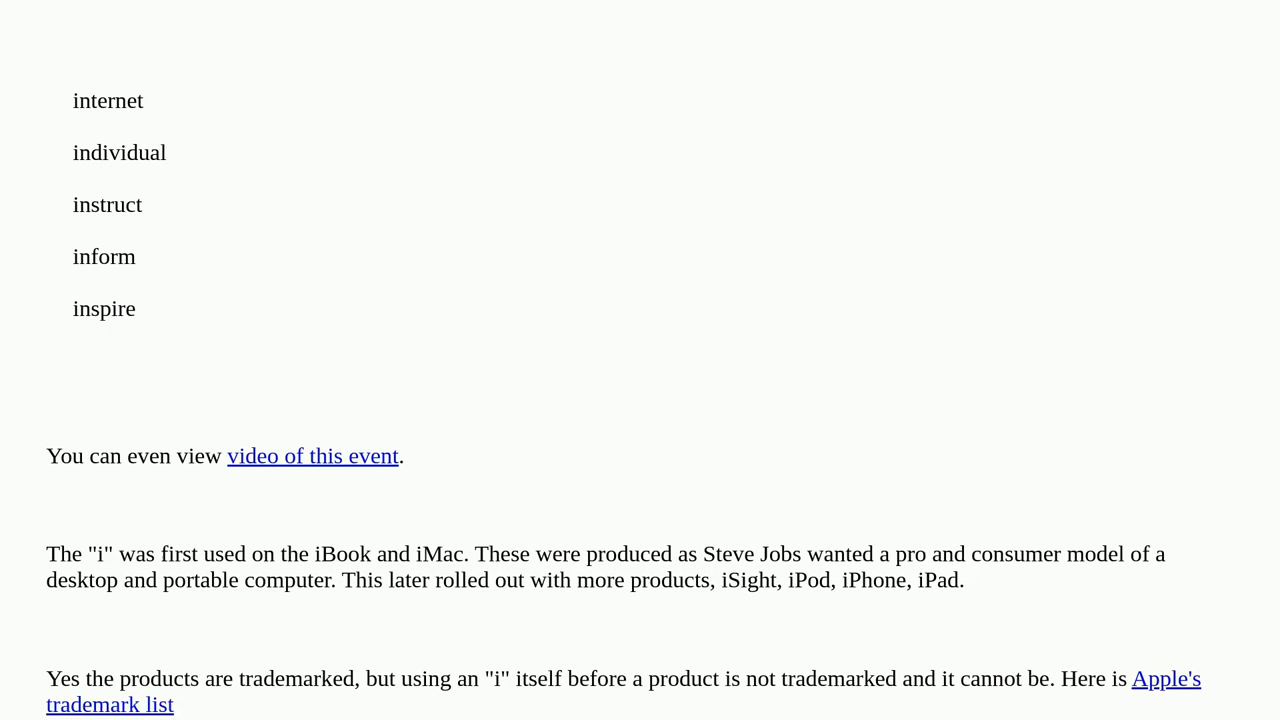 internet
individual
instruct
inform
inspire
You can even view video of this event.
The "i" was first used on the iBook and iMac. These were produced as Steve Jobs wanted a pro and consumer model of a
desktop and portable computer. This later rolled out with more products, iSight, iPod, iPhone, iPad.
Yes the products are trademarked, but using an "i" itself before a product is not trademarked and it cannot be. Here is Apple's
trademark list